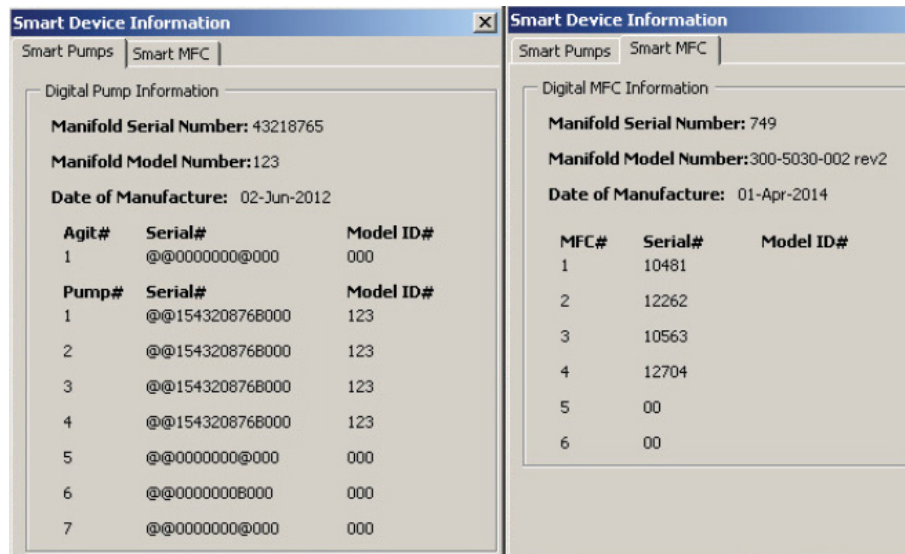 Smart Device Information
Smart Pumps
Smart MFC
Digital Pump Information
Manifold Serial Number: 43218765
Manifold Model Number:123
Date of Manufacture: 02-Jun-2012
Agit# Serial# Model ID#
1 @@0000000@000 000
Pump# Serial# Model ID#
1 @@154320876B000 123
2 @@154320876B000 123
3 @@154320876B000 123
4 @@154320876B000 123
5 @@0000000@000 000
6 @@0000000B000 000
7 @@0000000@000 000
Smart Device Information
Smart Pumps
Smart MFC
Digital MFC Information
Manifold Serial Number: 749
Manifold Model Number:300-5030-002 rev2
Date of Manufacture: 01-Apr-2014
MFC# Serial# Model ID#
1 10481
2 12262
3 10563
4 12704
5 00
6 00